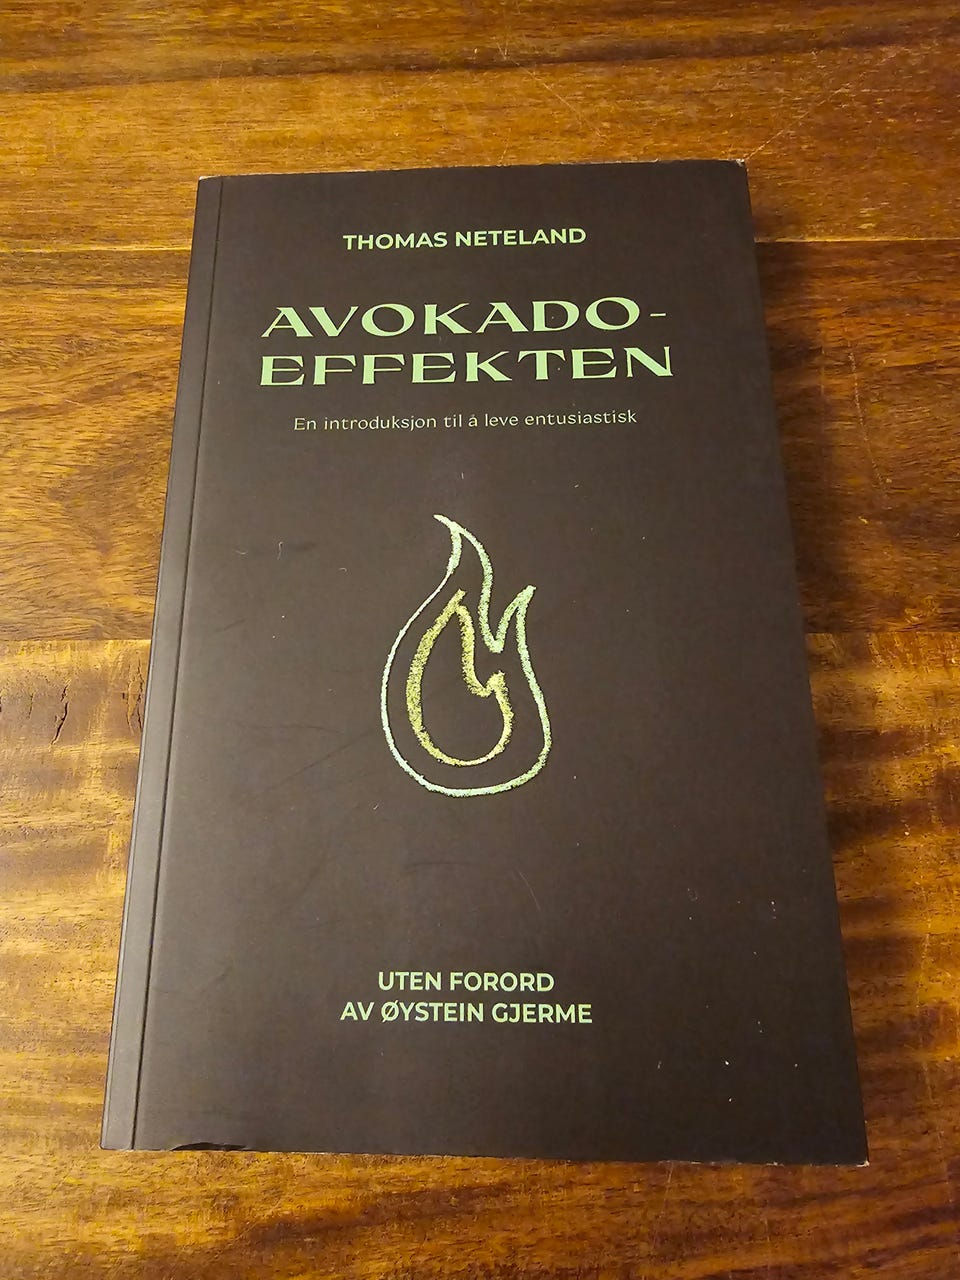 THOMAS NETELAND
AVOKADO-
EFFEKTEN
En introduksjon til å leve entusiastisk
UTEN FORORD
AV ØYSTEIN GJERME